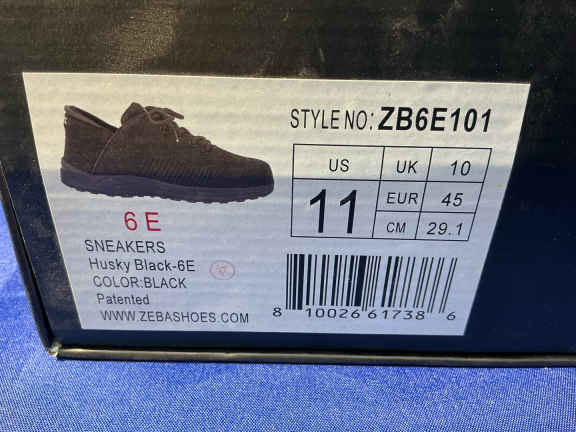 STYLE NO: ZB6E101
US UK 10
11 EUR 45
CM 29.1
6 E
SNEAKERS
Husky Black-6E
COLOR:BLACK
Patented
WWW.ZEBASHOES.COM
8 10026 61738 6